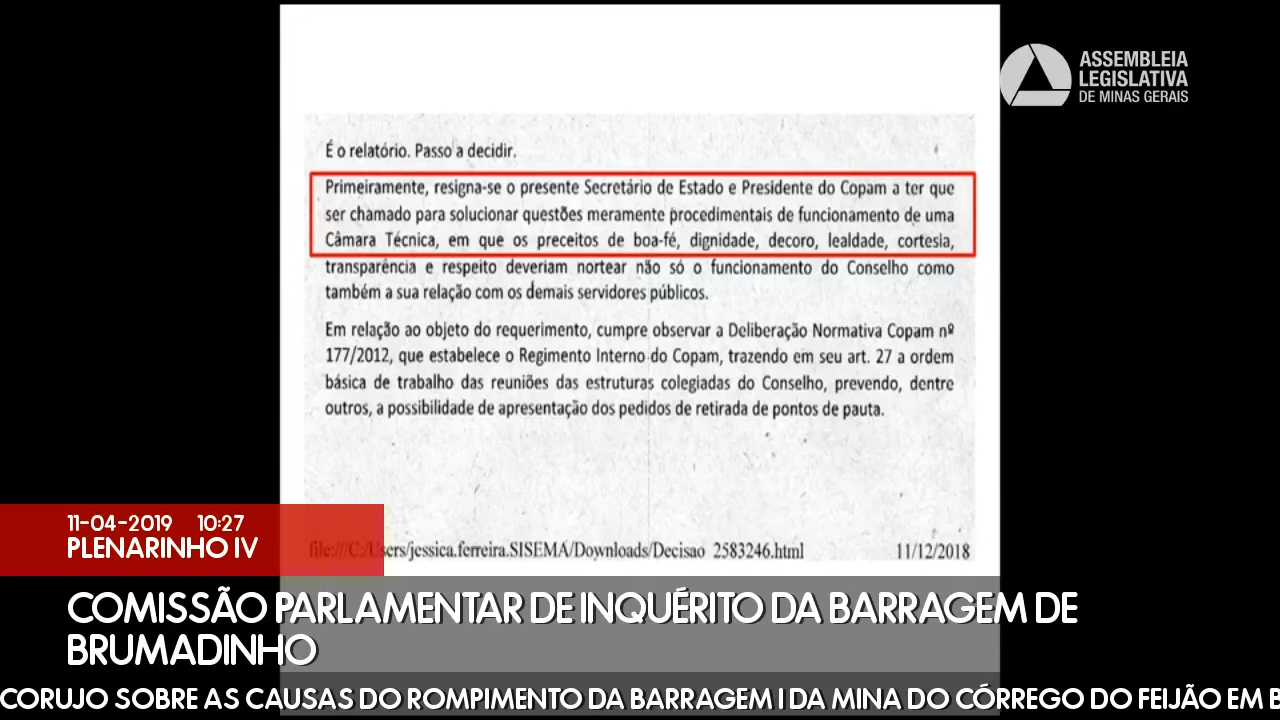 ASSEMBLEIA
LEGISLATIVA
DE MINAS GERAIS
É o relatório. Passo a decidir.
Primeiramente, resigna-se o presente Secretário de Estado e Presidente do Copam a ter que
ser chamado para solucionar questões meramente procedimentais de funcionamento de uma
Câmara Técnica, em que os preceitos de boa-fé, dignidade, decoro, lealdade, cortesia,
transparência e respeito deveriam nortear não só o funcionamento do Conselho como
também a sua relação com os demais servidores públicos.
Em relação ao objeto do requerimento, cumpre observar a Deliberação Normativa Copam nº
177/2012, que estabelece o Regimento Interno do Copam, trazendo em seu art. 27 a ordem
básica de trabalho das reuniões das estruturas colegiadas do Conselho, prevendo, dentre
outros, a possibilidade de apresentação dos pedidos de retirada de pontos de pauta.
file:///C:/Users/jessica.ferreira.SISEMA/Downloads/Decisao 2583246.html 11/12/2018
11-04-2019 10:27
PLENARINHO IV
COMISSÃO PARLAMENTAR DE INQUÉRITO DA BARRAGEM DE
BRUMADINHO
CORUJO SOBRE AS CAUSAS DO ROMPIMENTO DA BARRAGEM I DA MINA DO CÓRREGO DO FEIJÃO EM B